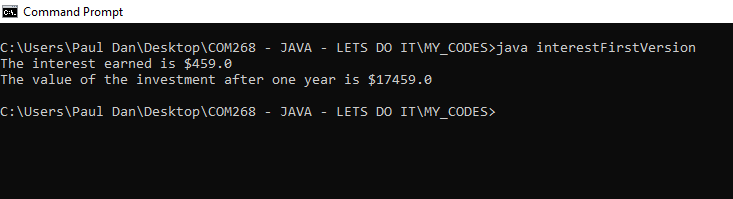 Command Prompt
C:\Users\Paul Dan\Desktop\COM268 - JAVA - LETS DO IT\MY_CODES>java interestFirstVersion
The interest earned is $459.0
The value of the investment after one year is $17459.0
C:\Users\Paul Dan\Desktop\COM268 - JAVA - LETS DO IT\MY_CODES>